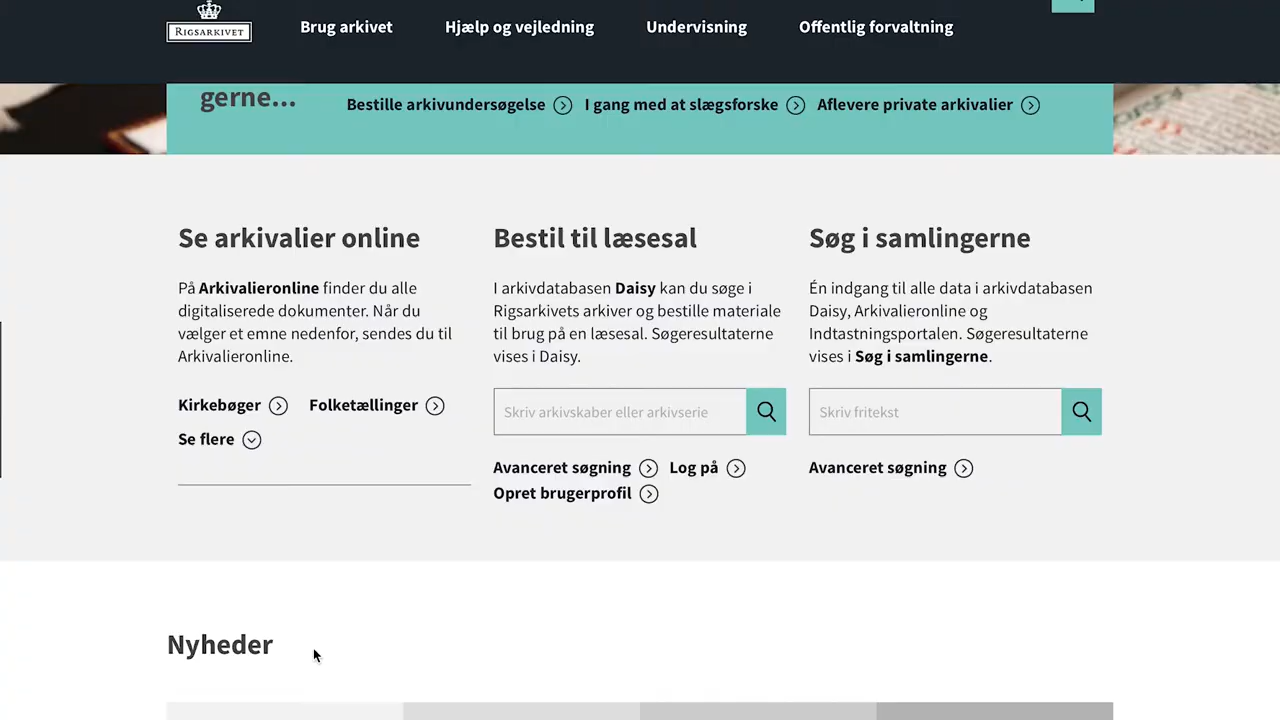 RIGSARKIVET
Brug arkivet
Hjælp og vejledning
Undervisning
Offentlig forvaltning
gerne...
Bestille arkivundersøgelse
I gang med at slægsforske
Aflevere private arkivalier
Se arkivalier online
På Arkivalieronline finder du alle
digitaliserede dokumenter. Når du
vælger et emne nedenfor, sendes du til
Arkivalieronline.
Kirkebøger
Folketællinger
Se flere
Bestil til læsesal
I arkivdatabasen Daisy kan du søge i
Rigsarkivets arkiver og bestille materiale
til brug på en læsesal. Søgeresultaterne
vises i Daisy.
Skriv arkivskaber eller arkivserie
Avanceret søgning
Log på
Opret brugerprofil
Søg i samlingerne
Én indgang til alle data i arkivdatabasen
Daisy, Arkivalieronline og
Indtastningsportalen. Søgeresultaterne
vises i Søg i samlingerne.
Skriv fritekst
Avanceret søgning
Nyheder